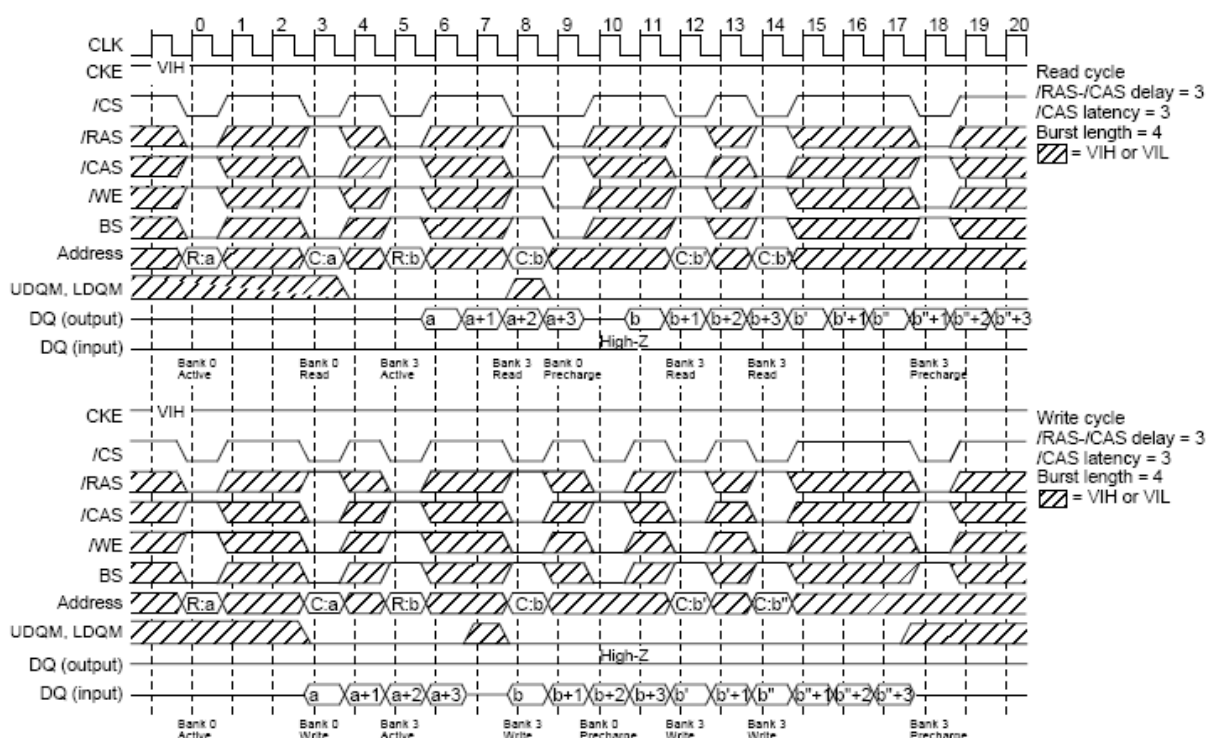 0 1 2 3 4 5 6 7 8 9 10 11 12 13 14 15 16 17 18 19 20
CLK
CKE VIH
/CS
/RAS
/CAS
/WE
BS
Address R:a C:a R:b C:b C:b' C:b'
UDQM, LDQM
DQ (output) a a+1 a+2 a+3 b b+1 b+2 b+3 b' b'+1 b" b"+1 b"+2 b"+3
DQ (input) High-Z
Bank 0 Active
Bank 0 Read
Bank 3 Active
Bank 3 Read
Bank 0 Precharge
Bank 3 Read
Bank 3 Read
Bank 3 Precharge
Read cycle
/RAS-/CAS delay = 3
/CAS latency = 3
Burst length = 4
= VIH or VIL
CKE VIH
/CS
/RAS
/CAS
/WE
BS
Address R:a C:a R:b C:b C:b' C:b"
UDQM, LDQM
DQ (output) High-Z
DQ (input) a a+1 a+2 a+3 b b+1 b+2 b+3 b' b'+1 b" b"+1 b"+2 b"+3
Bank 0 Active
Bank 0 Write
Bank 3 Active
Bank 3 Write
Bank 0 Precharge
Bank 3 Write
Bank 3 Write
Bank 3 Precharge
Write cycle
/RAS-/CAS delay = 3
/CAS latency = 3
Burst length = 4
= VIH or VIL